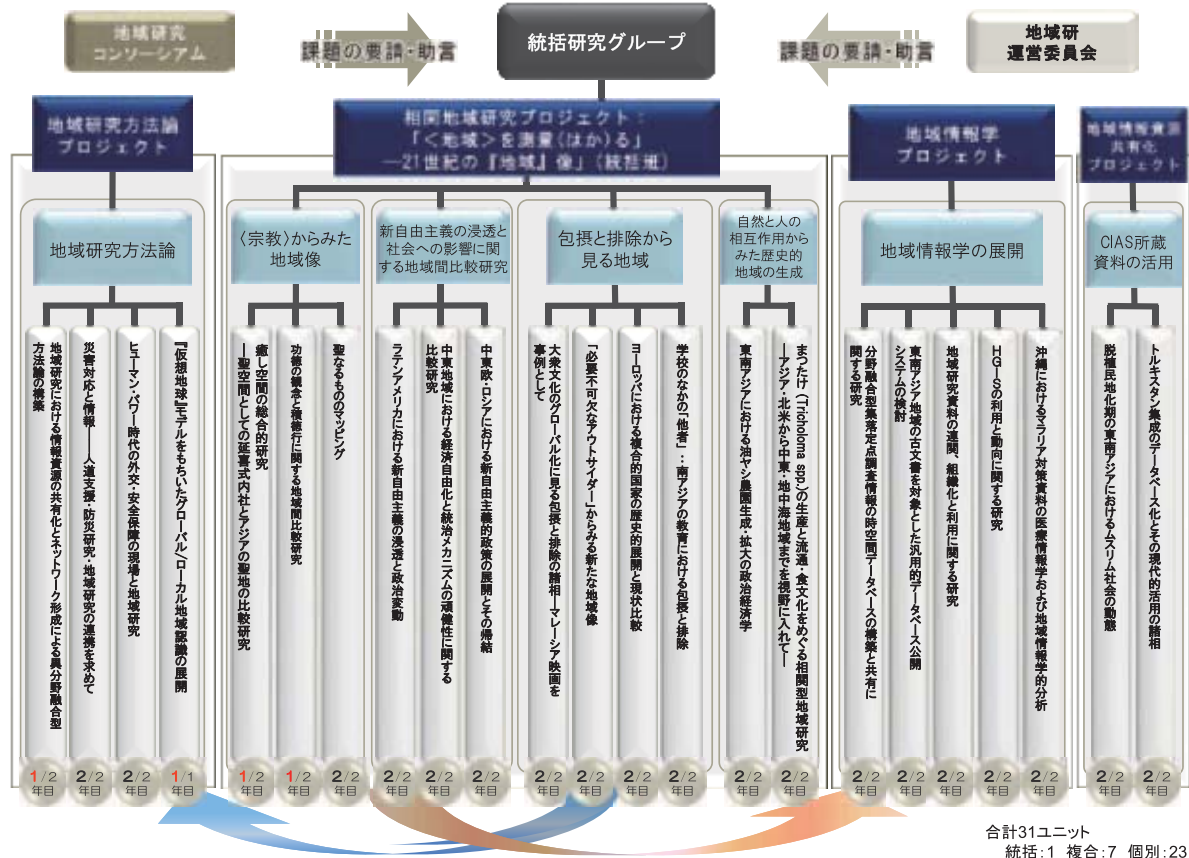 地域研究
コンソーシアム
課題の要請・助言
統括研究グループ
課題の要請・助言
地域研
運営委員会
地域研究方法論
プロジェクト
相関地域研究プロジェクト：
「＜地域＞を測量（はか）る」
―21世紀の『地域』像」（統括班）
地域情報学
プロジェクト
地域情報資源
共有化
プロジェクト
地域研究方法論
〈宗教〉からみた
地域像
新自由主義の浸透と
社会への影響に関
する地域間比較研究
包摂と排除から
見る地域
自然と人の
相互作用から
みた歴史的
地域の生成
地域情報学の展開
CIAS所蔵
資料の活用
地域研究における情報資源の共有化とネットワーク形成による異分野融合型
方法論の構築
災害対応と情報――人道支援・防災研究・地域研究の連携を求めて
ヒューマン・パワー時代の外交・安全保障の現場と地域研究
『仮想地球』モデルをもちいたグローバル/ローカル地域認識の展開
癒し空間の総合的研究
――聖空間としての延喜式内社とアジアの聖地の比較研究
功徳の観念と積徳行に関する地域間比較研究
聖なるもののマッピング
ラテンアメリカにおける新自由主義の浸透と政治変動
中東地域における経済自由化と統治メカニズムの頑健性に関する
比較研究
中東欧・ロシアにおける新自由主義的政策の展開とその帰結
大衆文化のグローバル化に見る包摂と排除の諸相―マレーシア映画を
事例として
「必要不可欠なアウトサイダー」からみる新たな地域像
ヨーロッパにおける複合的国家の歴史的展開と現状比較
学校のなかの「他者」：南アジアの教育における包摂と排除
東南アジアにおける油ヤシ農園生成・拡大の政治経済学
まつたけ（Tricholoma spp.）の生産と流通・食文化をめぐる相関型地域研究
――アジア・北米から中東・地中海地域までを視野に入れて――
分野融合型集落定点調査情報の時空間データベースの構築と共有に
関する研究
東南アジア地域の古文書を対象とした汎用的データベース公開
システムの検討
地域研究資料の連関、組織化と利用に関する研究
HGISの利用と動向に関する研究
沖縄におけるマラリア対策資料の医療情報学および地域情報学的分析
脱植民地化期の東南アジアにおけるムスリム社会の動態
トルキスタン集成のデータベース化とその現代的活用の諸相
1/2
年目
2/2
年目
2/2
年目
1/1
年目
1/2
年目
1/2
年目
2/2
年目
2/2
年目
2/2
年目
2/2
年目
2/2
年目
2/2
年目
2/2
年目
2/2
年目
2/2
年目
2/2
年目
2/2
年目
2/2
年目
2/2
年目
2/2
年目
2/2
年目
2/2
年目
2/2
年目
合計31ユニット
統括：1 複合：7 個別：23